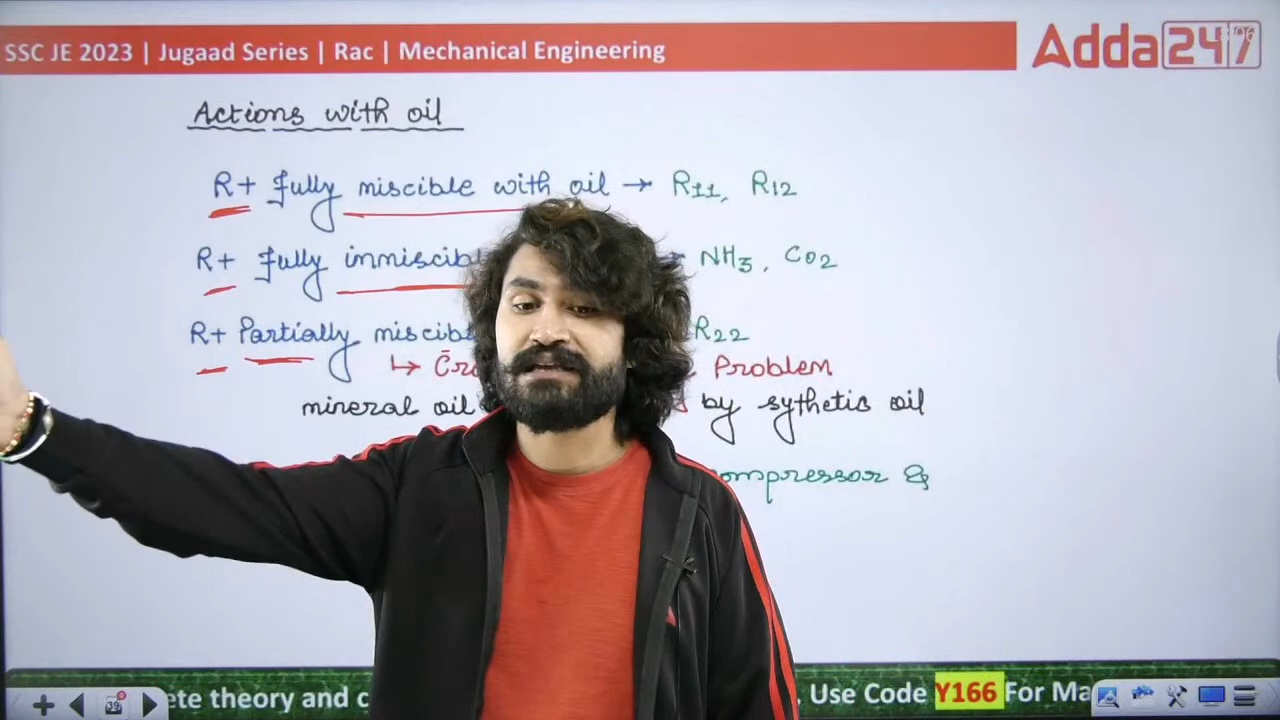 SSC JE 2023 | Jugaad Series | Rac | Mechanical Engineering
Adda247
Actions with oil
R+ fully miscible with oil → R11, R12
R+ fully immiscib NH3, CO2
R+ Partially miscib R22
↳ Problem
mineral oil by sythetic oil
ompressor &
39
ete theory and c Use Code Y166 For Ma